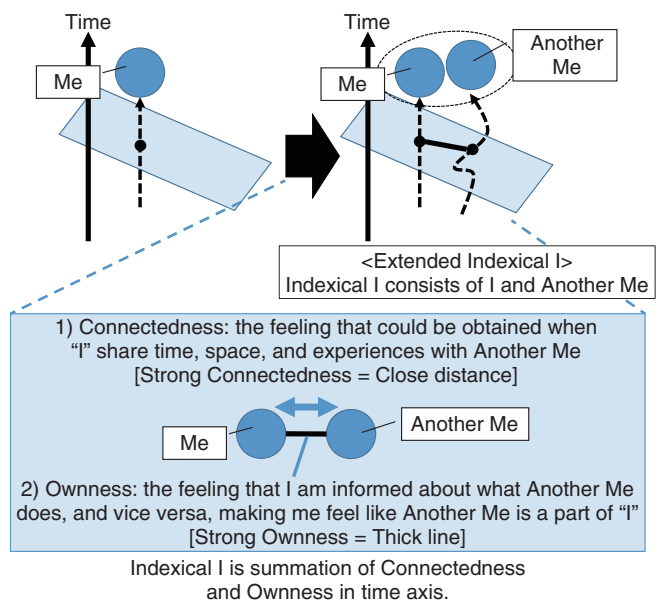 Time
Me
Time
Me
Another
Me
<Extended Indexical I>
Indexical I consists of I and Another Me
1) Connectedness: the feeling that could be obtained when
“I” share time, space, and experiences with Another Me
[Strong Connectedness = Close distance]
Me
Another Me
2) Ownness: the feeling that I am informed about what Another Me
does, and vice versa, making me feel like Another Me is a part of “I”
[Strong Ownness = Thick line]
Indexical I is summation of Connectedness
and Ownness in time axis.